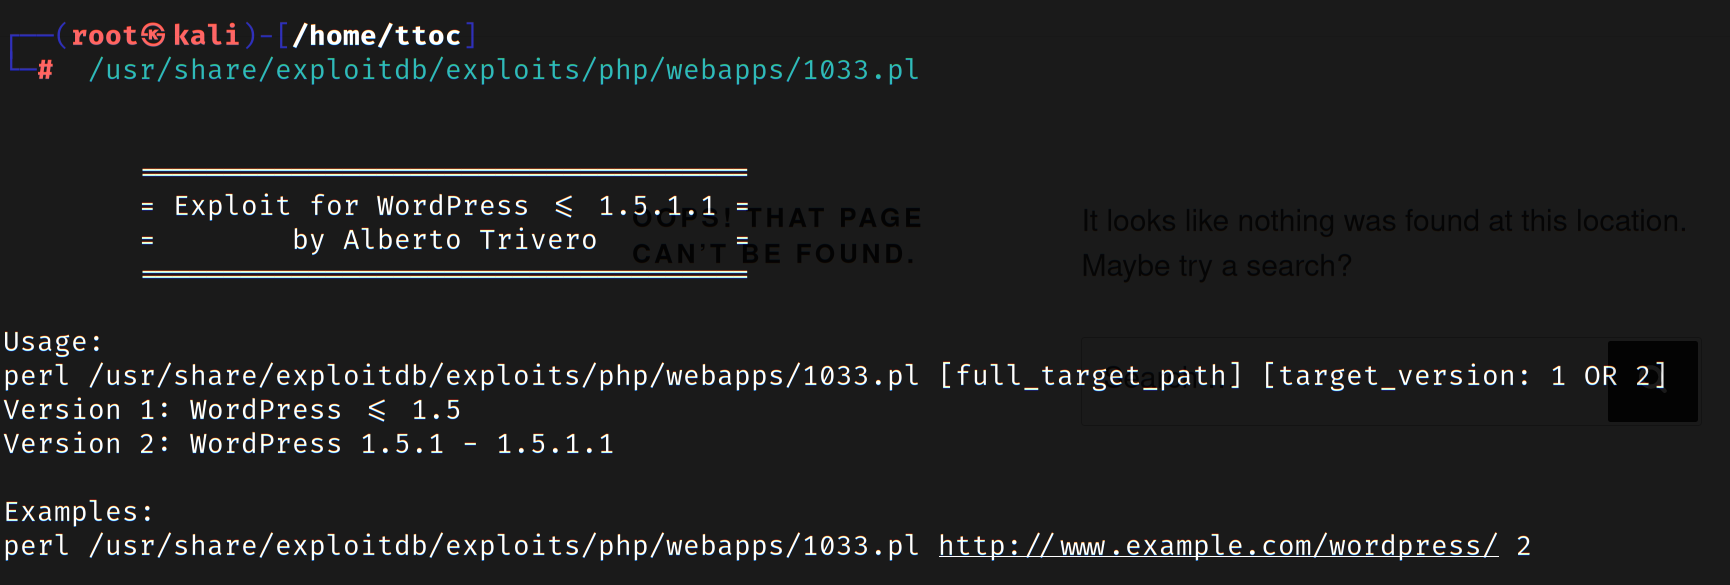 (root㉿kali)-[/home/ttoc]
# /usr/share/exploitdb/exploits/php/webapps/1033.pl
= Exploit for WordPress <= 1.5.1.1 =
= by Alberto Trivero =
OOPS! THAT PAGE
CAN'T BE FOUND.
It looks like nothing was found at this location.
Maybe try a search?
Usage:
perl /usr/share/exploitdb/exploits/php/webapps/1033.pl [full_target_path] [target_version: 1 OR 2]
Version 1: WordPress <= 1.5
Version 2: WordPress 1.5.1 - 1.5.1.1
Examples:
perl /usr/share/exploitdb/exploits/php/webapps/1033.pl http://www.example.com/wordpress/ 2